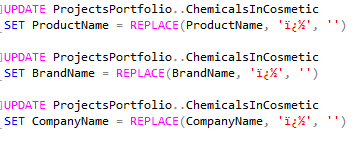 UPDATE ProjectsPortfolio..ChemicalsInCosmetic
SET ProductName = REPLACE(ProductName, 'ï¿½', '')
UPDATE ProjectsPortfolio..ChemicalsInCosmetic
SET BrandName = REPLACE(BrandName, 'ï¿½', '')
UPDATE ProjectsPortfolio..ChemicalsInCosmetic
SET CompanyName = REPLACE(CompanyName, 'ï¿½', '')